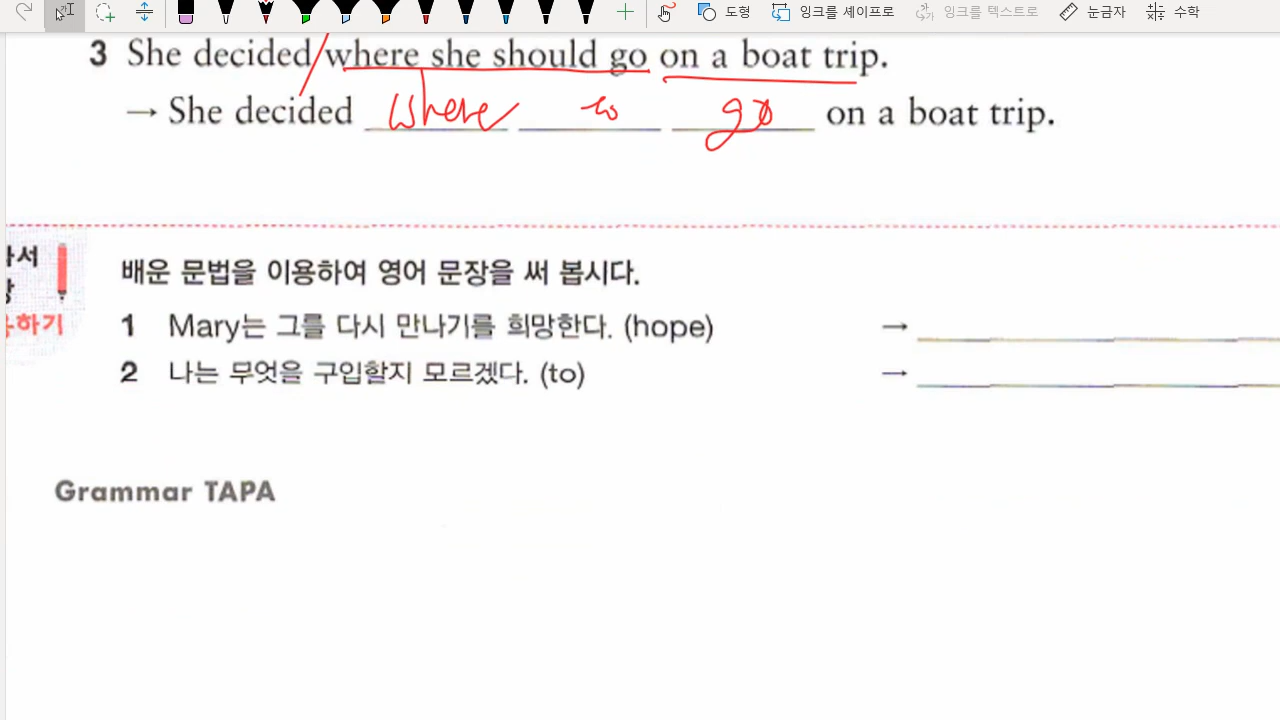 도형 잉크를 셰이프로 잉크를 텍스트로 눈금자 수학
3 She decided/where she should go on a boat trip.
→ She decided where to go on a boat trip.
배운 문법을 이용하여 영어 문장을 써 봅시다.
1 Mary는 그를 다시 만나기를 희망한다. (hope) →
하기
2 나는 무엇을 구입할지 모르겠다. (to) →
Grammar TAPA